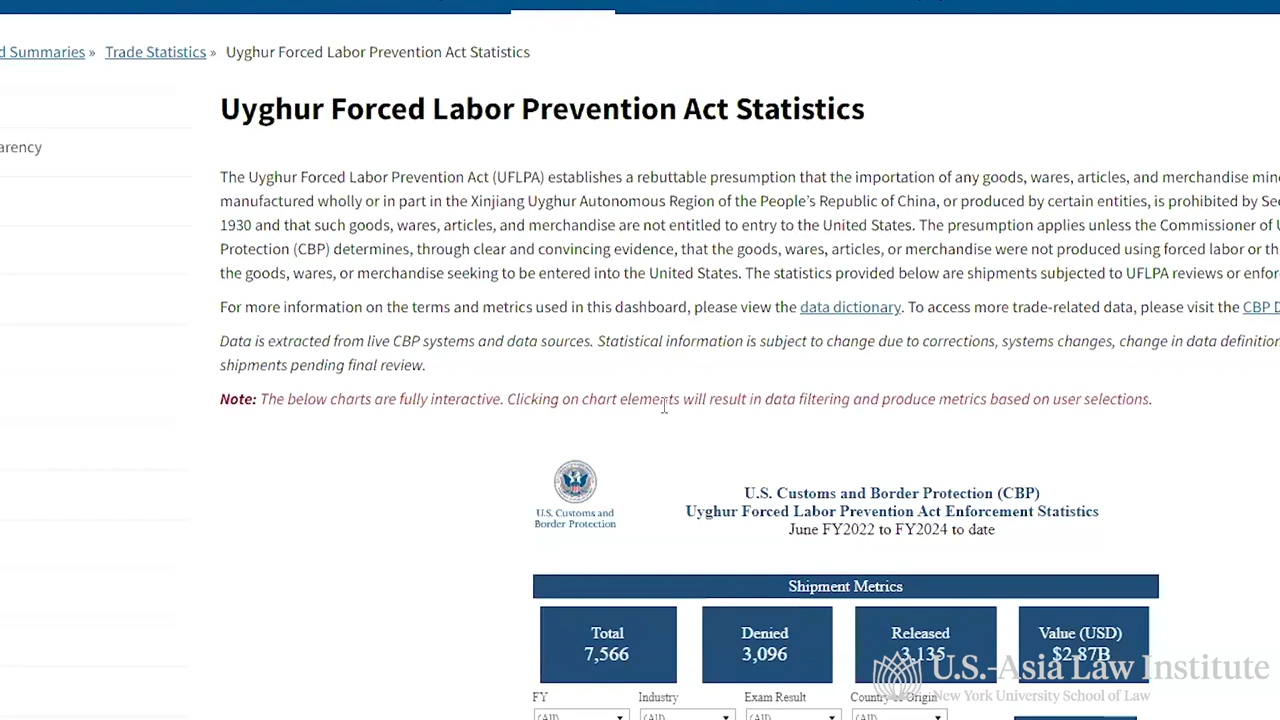 d Summaries » Trade Statistics » Uyghur Forced Labor Prevention Act Statistics
Uyghur Forced Labor Prevention Act Statistics
arency
The Uyghur Forced Labor Prevention Act (UFLPA) establishes a rebuttable presumption that the importation of any goods, wares, articles, and merchandise mine
manufactured wholly or in part in the Xinjiang Uyghur Autonomous Region of the People's Republic of China, or produced by certain entities, is prohibited by Sec
1930 and that such goods, wares, articles, and merchandise are not entitled to entry to the United States. The presumption applies unless the Commissioner of U
Protection (CBP) determines, through clear and convincing evidence, that the goods, wares, articles, or merchandise were not produced using forced labor or th
the goods, wares, or merchandise seeking to be entered into the United States. The statistics provided below are shipments subjected to UFLPA reviews or enfor
For more information on the terms and metrics used in this dashboard, please view the data dictionary. To access more trade-related data, please visit the CBP D
Data is extracted from live CBP systems and data sources. Statistical information is subject to change due to corrections, systems changes, change in data definition
shipments pending final review.
Note: The below charts are fully interactive. Clicking on chart elements will result in data filtering and produce metrics based on user selections.
U.S. Customs and
Border Protection
U.S. Customs and Border Protection (CBP)
Uyghur Forced Labor Prevention Act Enforcement Statistics
June FY2022 to FY2024 to date
Shipment Metrics
Total Denied Released Value (USD)
7,566 3,096 3,135 $2.87B
U.S.-Asia Law Institute
New York University School of Law
FY Industry Exam Result Country of Origin
(All) (All) (All) (All)